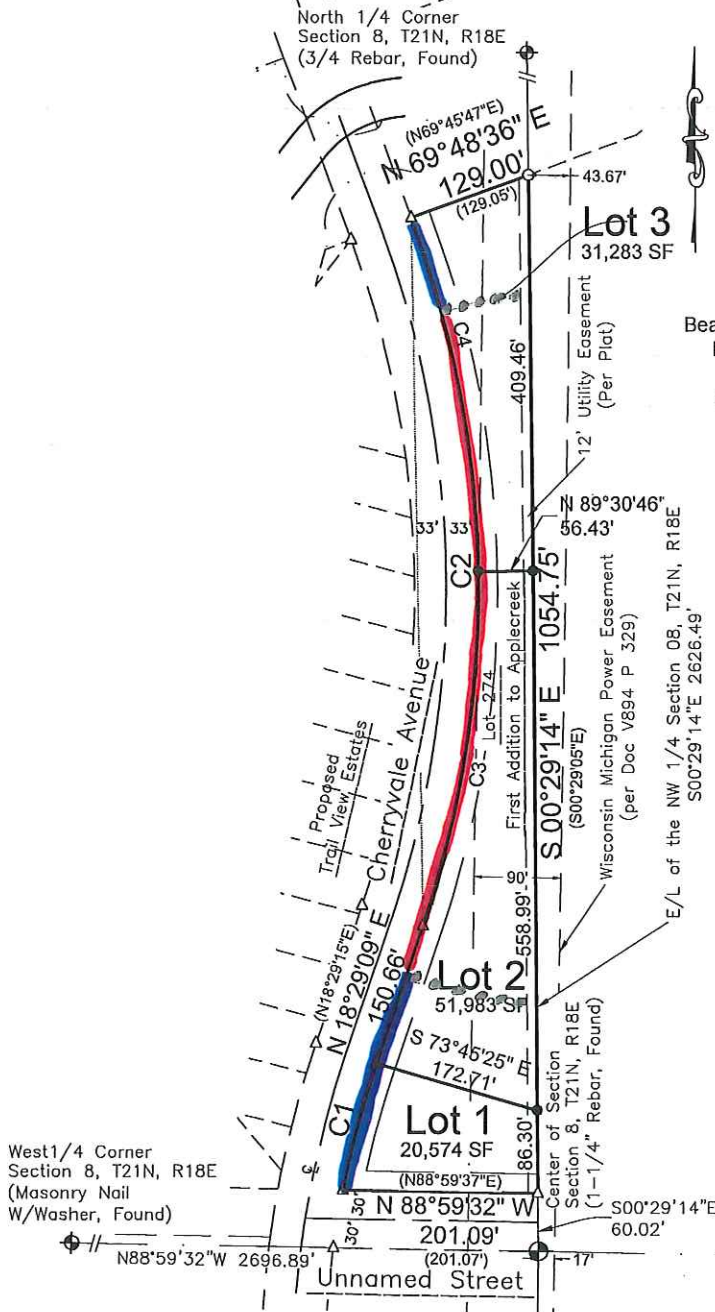 North 1/4 Corner
Section 8, T21N, R18E
(3/4 Rebar, Found)
(N69°45'47"E)
N 69°48'36" E
129.00'
(129.05')
43.67'
Lot 3
31,283 SF
Bea
C4
409.46'
12' Utility Easement
(Per Plat)
N 89°30'46"
56.43'
33' 33'
C2
First Addition to Applecreek
S 00°29'14" E 1054.75'
(S00°29'05"E)
Wisconsin Michigan Power Easement
(per Doc V894 P 329)
E/L of the NW 1/4 Section 08, T21N, R18E
S00°29'14"E 2626.49'
C3
Lot 274
Proposed
Trail View Estates
Cherryvale Avenue
90'
558.99'
(N18°29'15"E)
N 18°29'09" E
150.66'
Lot 2
51,983 SF
S 73°45'25" E
172.71'
C1
Lot 1
20,574 SF
86.30'
Center of Section
Section 8, T21N, R18E
(1-1/4" Rebar, Found)
West1/4 Corner
Section 8, T21N, R18E
(Masonry Nail
W/Washer, Found)
(N88°59'37"E)
N 88°59'32" W
201.09'
(201.07')
30' 30'
S00°29'14"E
60.02'
N88°59'32"W 2696.89'
17'
Unnamed Street